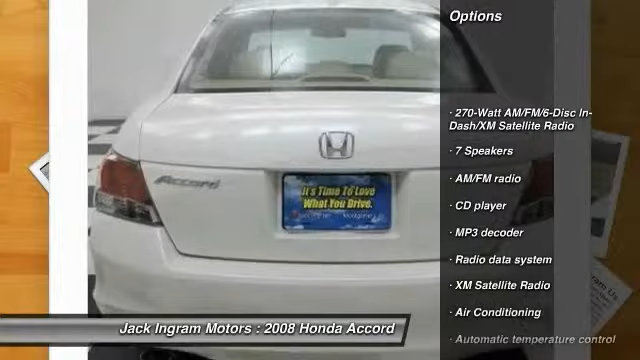 Options
· 270-Watt AM/FM/6-Disc In-
Dash/XM Satellite Radio
· 7 Speakers
· AM/FM radio
· CD player
· MP3 decoder
· Radio data system
· XM Satellite Radio
· Air Conditioning
· Automatic temperature control
Accord
It's Time To Love
What You Drive.
Jack Ingram Motors : 2008 Honda Accord